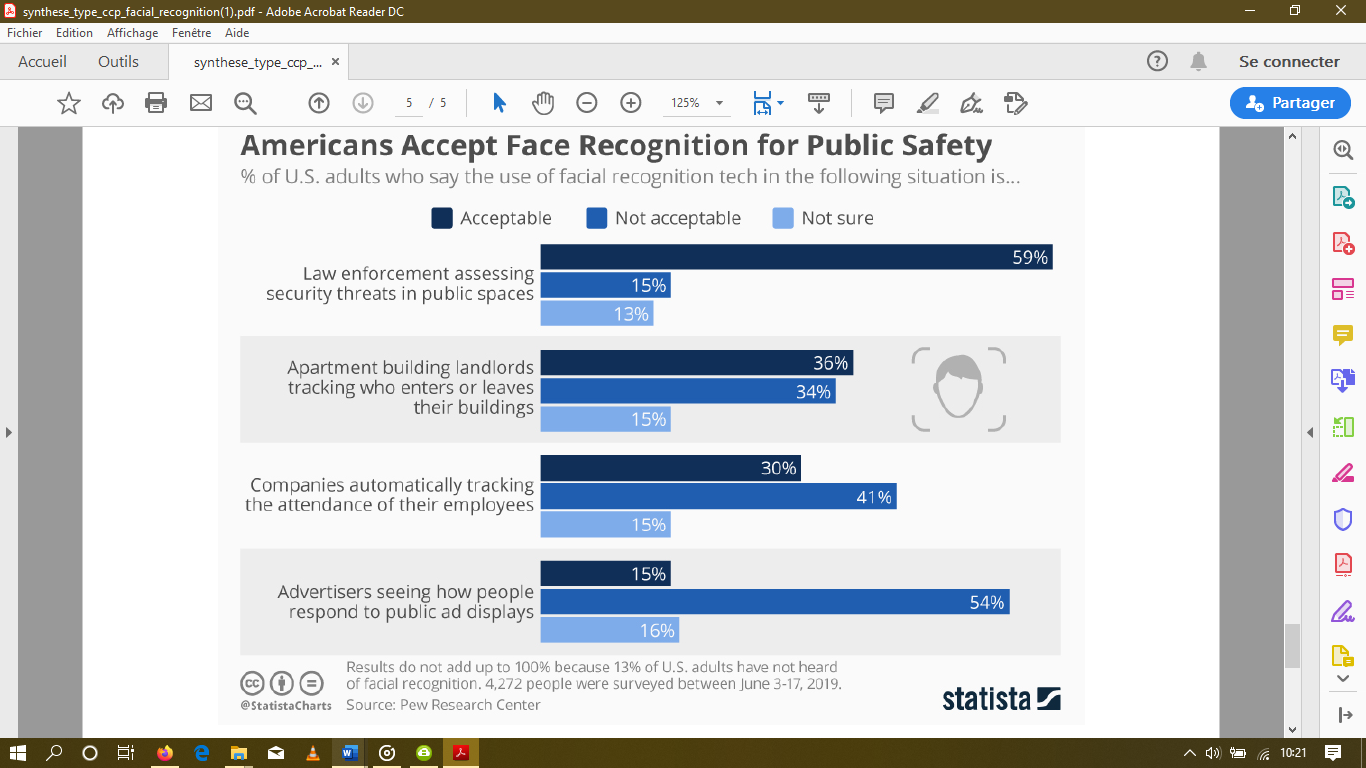 synthese_type_ccp_facial_recognition(1).pdf - Adobe Acrobat Reader DC
Fichier Edition Affichage Fenêtre Aide
Accueil Outils synthese_type_ccp_... × Se connecter
5 / 5 125% Partager
Americans Accept Face Recognition for Public Safety
% of U.S. adults who say the use of facial recognition tech in the following situation is...
Acceptable Not acceptable Not sure
Law enforcement assessing
security threats in public spaces
59%
15%
13%
Apartment building landlords
tracking who enters or leaves
their buildings
36%
34%
15%
Companies automatically tracking
the attendance of their employees
30%
41%
15%
Advertisers seeing how people
respond to public ad displays
15%
54%
16%
Results do not add up to 100% because 13% of U.S. adults have not heard
of facial recognition. 4,272 people were surveyed between June 3-17, 2019.
Source: Pew Research Center
cc
@StatistaCharts
statista
10:21